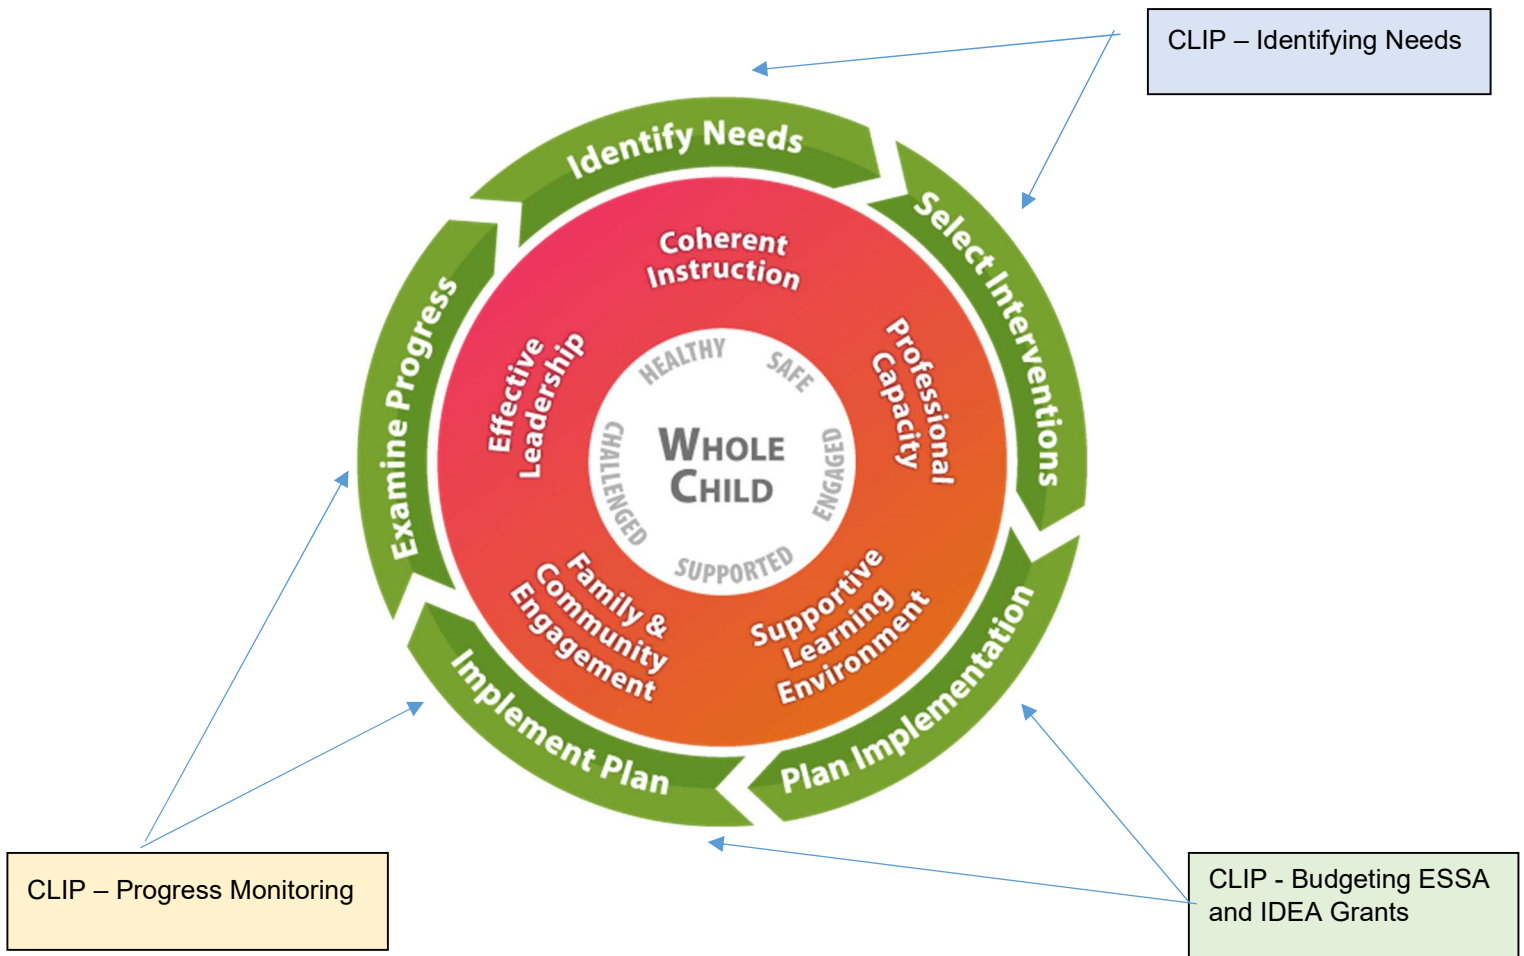 CLIP – Identifying Needs
Identify Needs
Select Interventions
Plan Implementation
Implement Plan
Examine Progress
Coherent
Instruction
Professional
Capacity
Supportive
Learning
Environment
Family &
Community
Engagement
Effective
Leadership
HEALTHY
SAFE
ENGAGED
SUPPORTED
CHALLENGED
WHOLE
CHILD
CLIP – Progress Monitoring
CLIP - Budgeting ESSA
and IDEA Grants